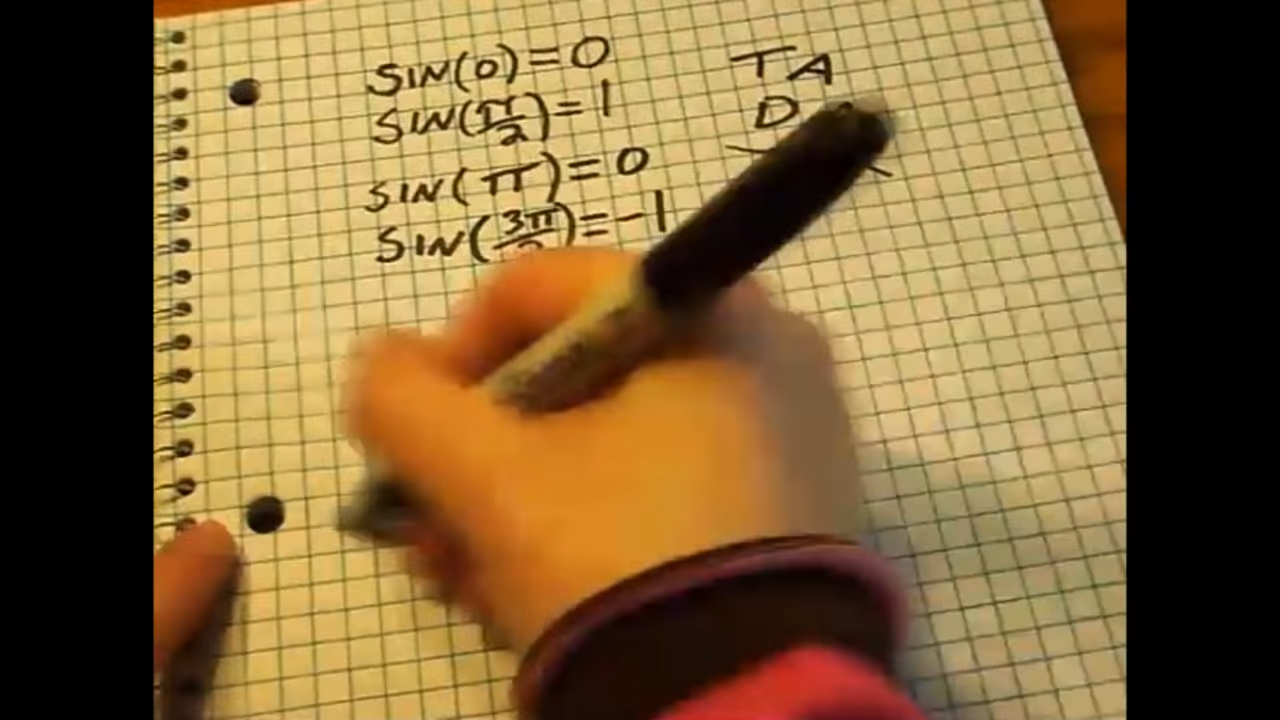 SIN(0)=0
SIN(π/2)=1
SIN(π)=0
SIN(3π/2)=-1
TA
D